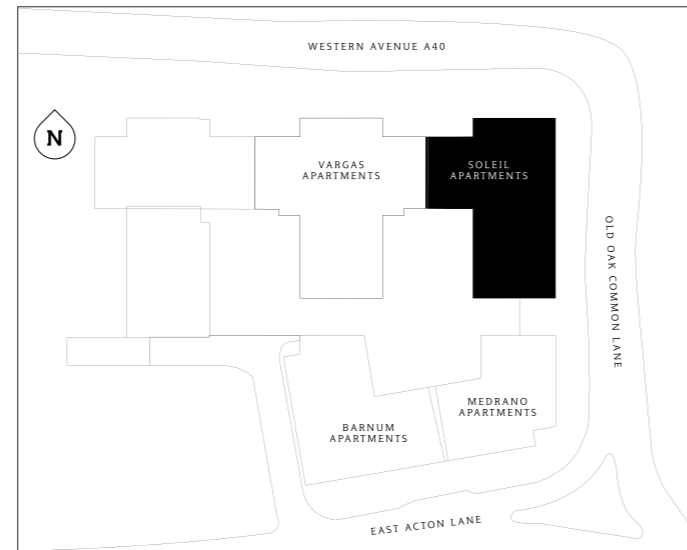 WESTERN AVENUE A40
N
VARGAS
APARTMENTS
SOLEIL
APARTMENTS
OLD OAK COMMON LANE
MEDRANO
APARTMENTS
BARNUM
APARTMENTS
EAST ACTON LANE